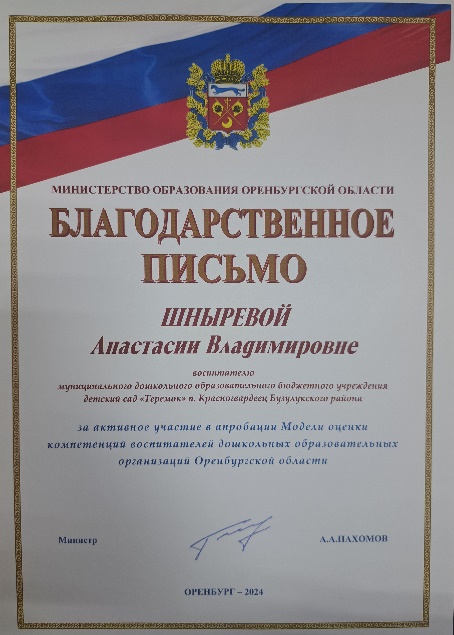 МИНИСТЕРСТВО ОБРАЗОВАНИЯ ОРЕНБУРГСКОЙ ОБЛАСТИ
БЛАГОДАРСТВЕННОЕ
ПИСЬМО
ШНЫРЕВОЙ
Анастасии Владимировне
воспитателю
муниципального дошкольного образовательного бюджетного учреждения
детский сад «Теремок» п. Красногвардеец Бузулукского района
за активное участие в апробации Модели оценки
компетенций воспитателей дошкольных образовательных
организаций Оренбургской области
Министр А.А.ПАХОМОВ
ОРЕНБУРГ – 2024